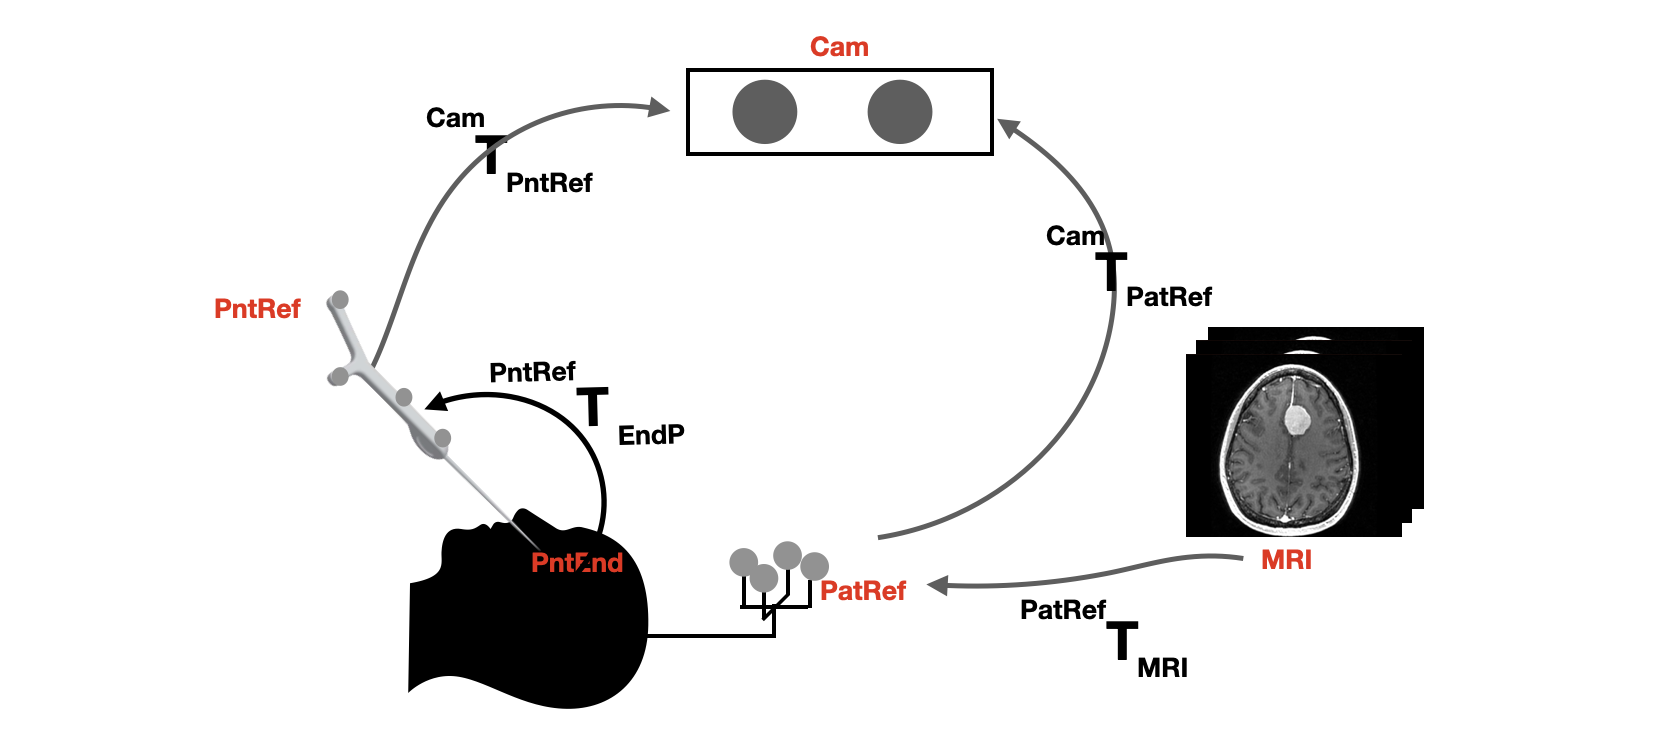 Cam
Cam
T
PntRef
Cam
T
PatRef
PntRef
PntRef
T
EndP
PntEnd
PatRef
MRI
PatRef
T
MRI